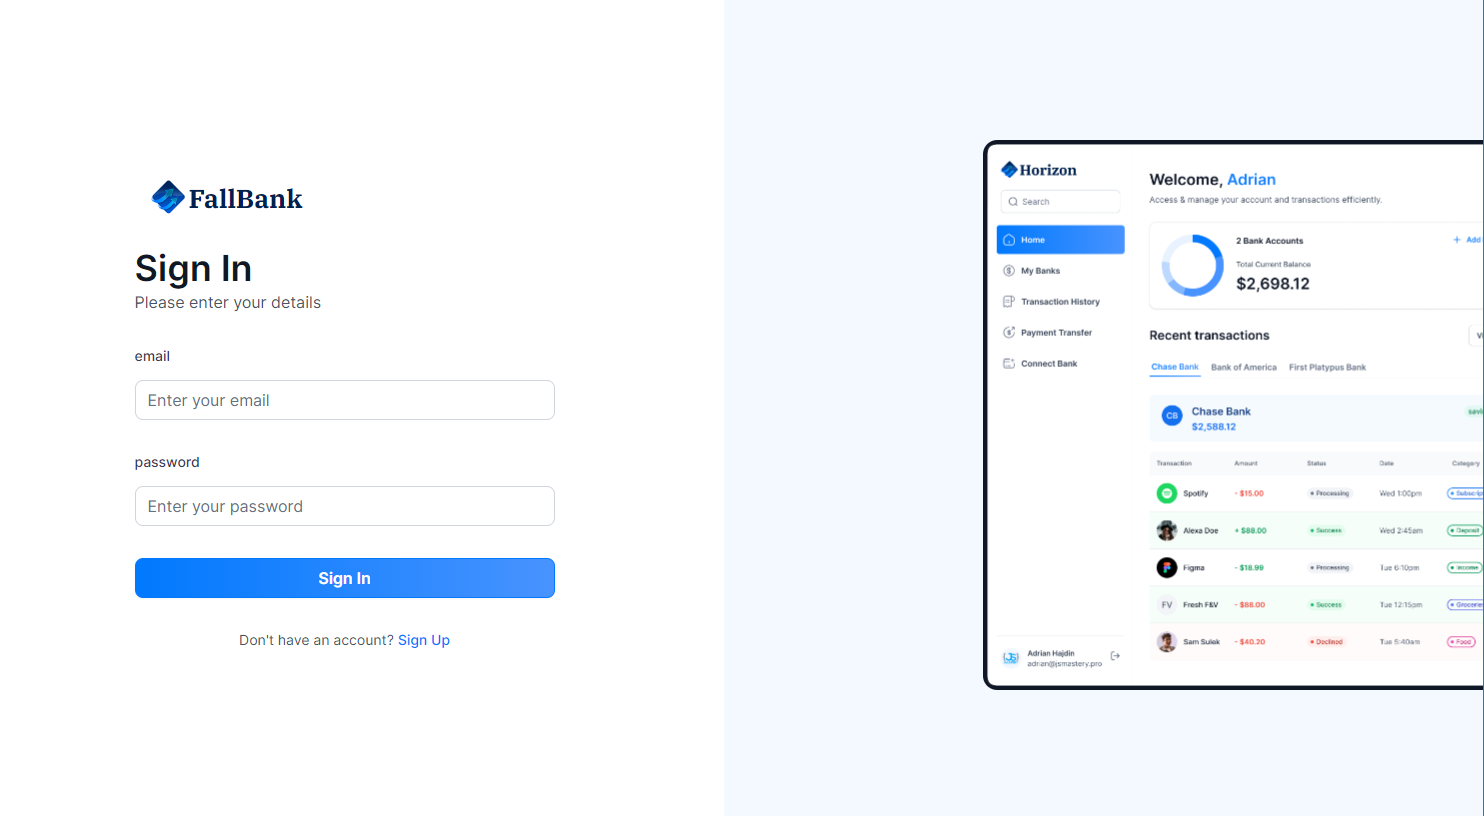 FallBank
Sign In
Please enter your details
email
Enter your email
password
Enter your password
Sign In
Don't have an account? Sign Up
Horizon
Search
Home
My Banks
Transaction History
Payment Transfer
Connect Bank
Adrian Hajdin
adrian@jsmastery.pro
Welcome, Adrian
Access & manage your account and transactions efficiently.
2 Bank Accounts
+ Add
Total Current Balance
$2,698.12
Recent transactions
Chase Bank Bank of America First Platypus Bank
CB Chase Bank
$2,588.12
Transaction Amount Status Date Category
Spotify - $15.00 Processing Wed 1:00pm
Alexa Doe + $88.00 Success Wed 2:45am Deposit
Figma - $18.99 Processing Tue 6:10pm Income
FV Fresh F&V - $88.00 Success Tue 12:15pm
Sam Sulek - $40.20 Declined Tue 5:40am Food